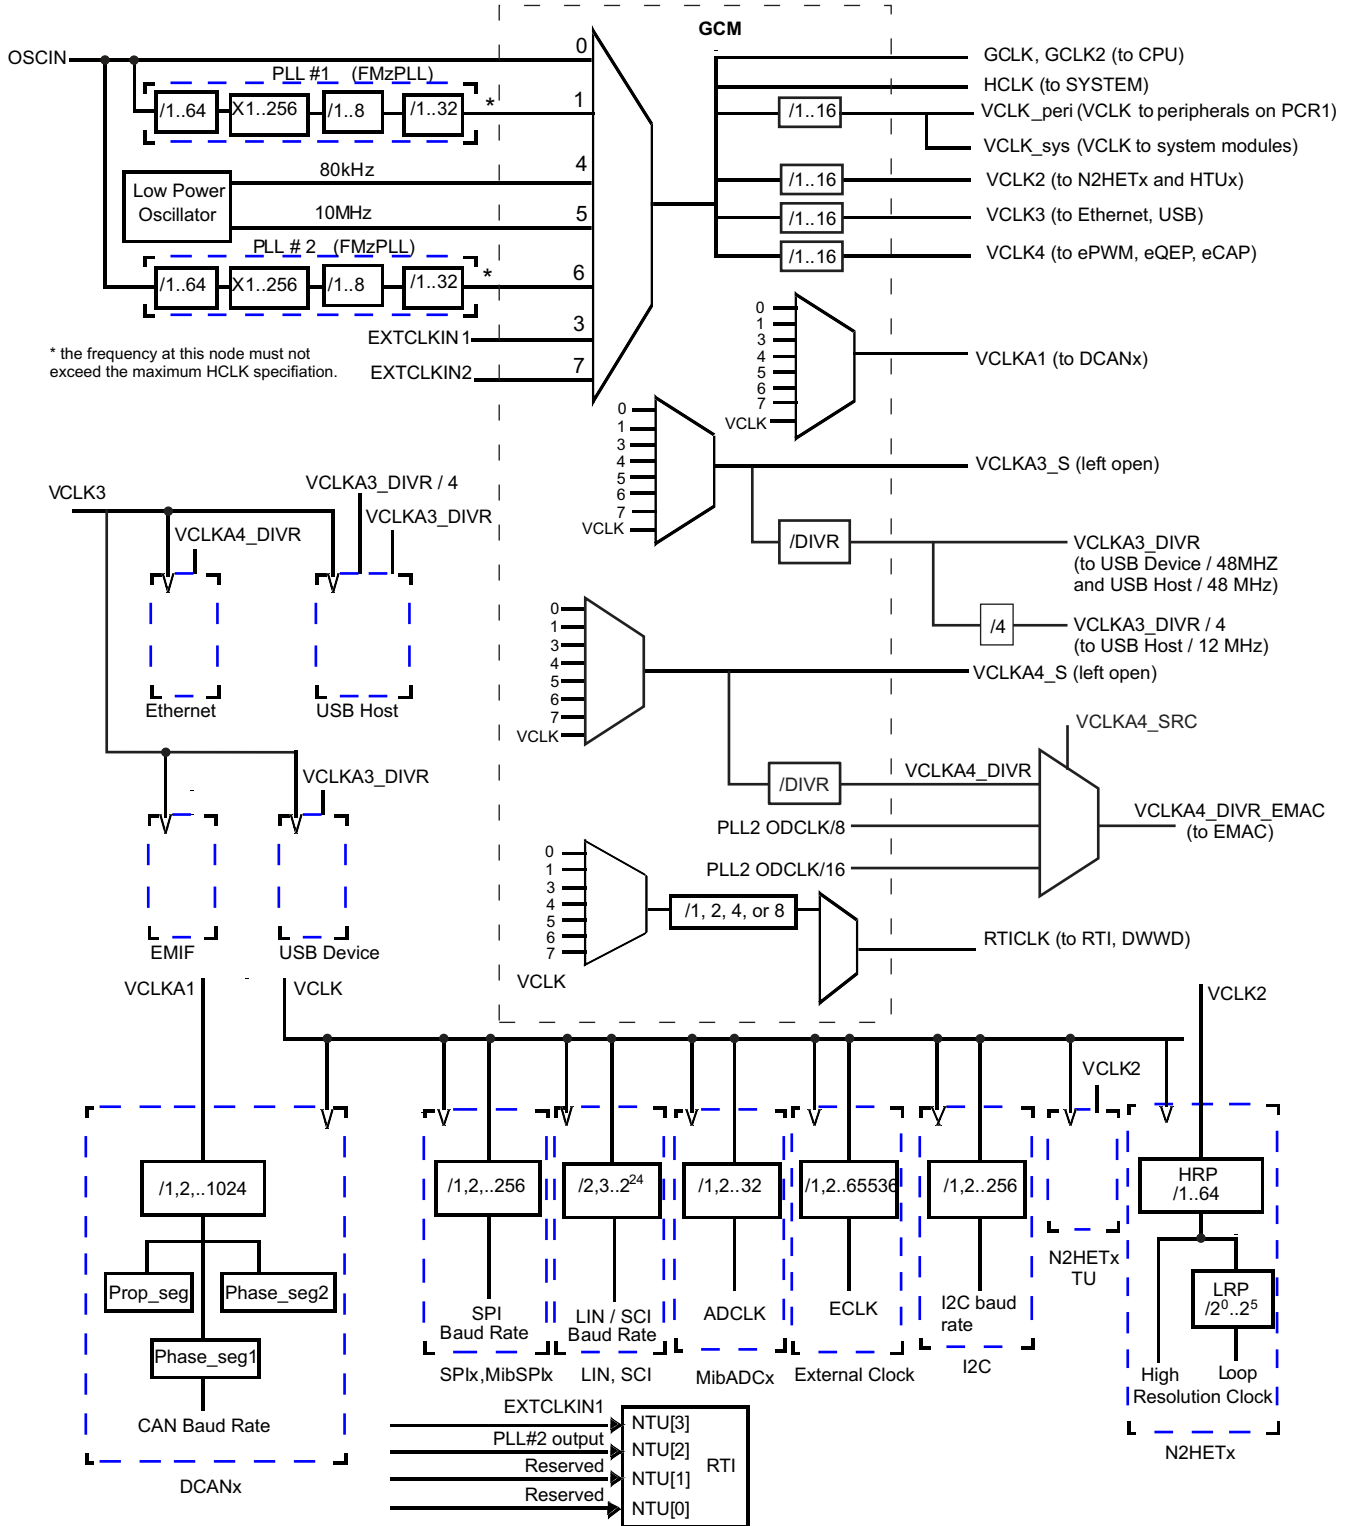 GCM
OSCIN
0
PLL #1 (FMzPLL)
/1..64
X1..256
/1..8
/1..32
*
1
80kHz
4
Low Power
Oscillator
10MHz
5
PLL # 2 (FMzPLL)
/1..64
X1..256
/1..8
/1..32
*
6
EXTCLKIN1
3
EXTCLKIN2
7
* the frequency at this node must not
exceed the maximum HCLK specifiation.
GCLK, GCLK2 (to CPU)
HCLK (to SYSTEM)
/1..16
VCLK_peri (VCLK to peripherals on PCR1)
VCLK_sys (VCLK to system modules)
/1..16
VCLK2 (to N2HETx and HTUx)
/1..16
VCLK3 (to Ethernet, USB)
/1..16
VCLK4 (to ePWM, eQEP, eCAP)
0
1
3
4
5
6
7
VCLK
VCLKA1 (to DCANx)
0
1
3
4
5
6
7
VCLK
VCLKA3_S (left open)
/DIVR
VCLKA3_DIVR
(to USB Device / 48MHZ
and USB Host / 48 MHz)
/4
VCLKA3_DIVR / 4
(to USB Host / 12 MHz)
0
1
3
4
5
6
7
VCLK
VCLKA4_S (left open)
VCLKA4_SRC
/DIVR
VCLKA4_DIVR
PLL2 ODCLK/8
PLL2 ODCLK/16
VCLKA4_DIVR_EMAC
(to EMAC)
0
1
3
4
5
6
7
VCLK
/1, 2, 4, or 8
RTICLK (to RTI, DWWD)
VCLK3
VCLKA3_DIVR / 4
VCLKA3_DIVR
VCLKA4_DIVR
Ethernet
USB Host
VCLKA3_DIVR
EMIF
USB Device
VCLKA1
VCLK
VCLK2
VCLK2
/1,2,..1024
Prop_seg
Phase_seg2
Phase_seg1
CAN Baud Rate
DCANx
/1,2,..256
SPI
Baud Rate
SPIx,MibSPIx
/2,3..2²⁴
LIN / SCI
Baud Rate
LIN, SCI
/1,2..32
ADCLK
MibADCx
/1,2..65536
ECLK
External Clock
/1,2..256
I2C baud
rate
I2C
N2HETx
TU
HRP
/1..64
LRP
/2⁰..2⁵
High
Loop
Resolution Clock
N2HETx
EXTCLKIN1
NTU[3]
PLL#2 output
NTU[2]
Reserved
NTU[1]
Reserved
NTU[0]
RTI